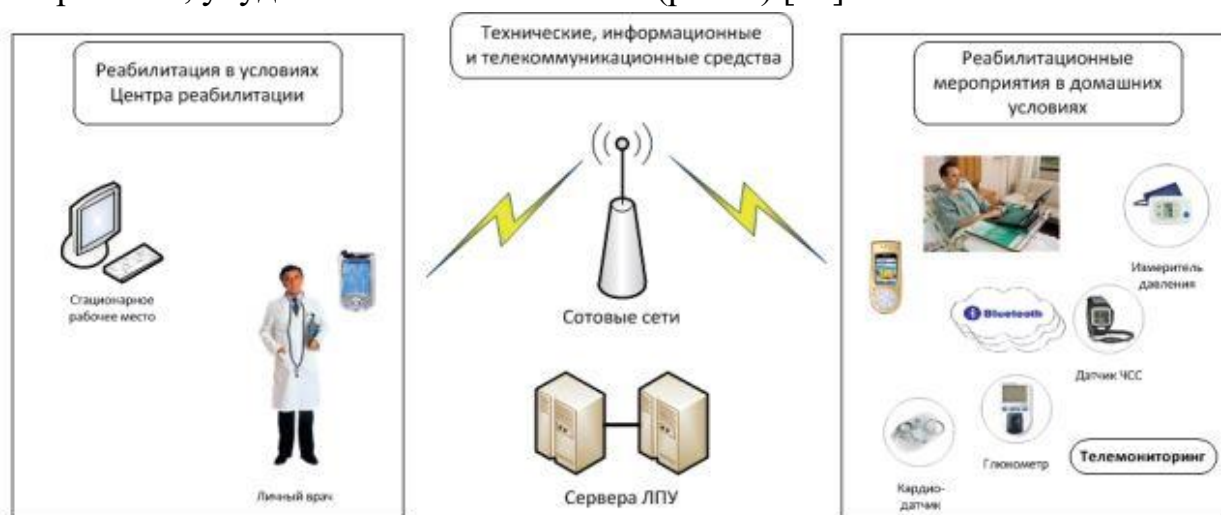 Реабилитация в условиях
Центра реабилитации
Стационарное
рабочее место
Личный врач
Технические, информационные
и телекоммуникационные средства
Сотовые сети
Сервера ЛПУ
Реабилитационные
мероприятия в домашних
условиях
Измеритель
давления
Bluetooth
Датчик ЧСС
Глюкометр
Телемониторинг
Кардио-
датчик